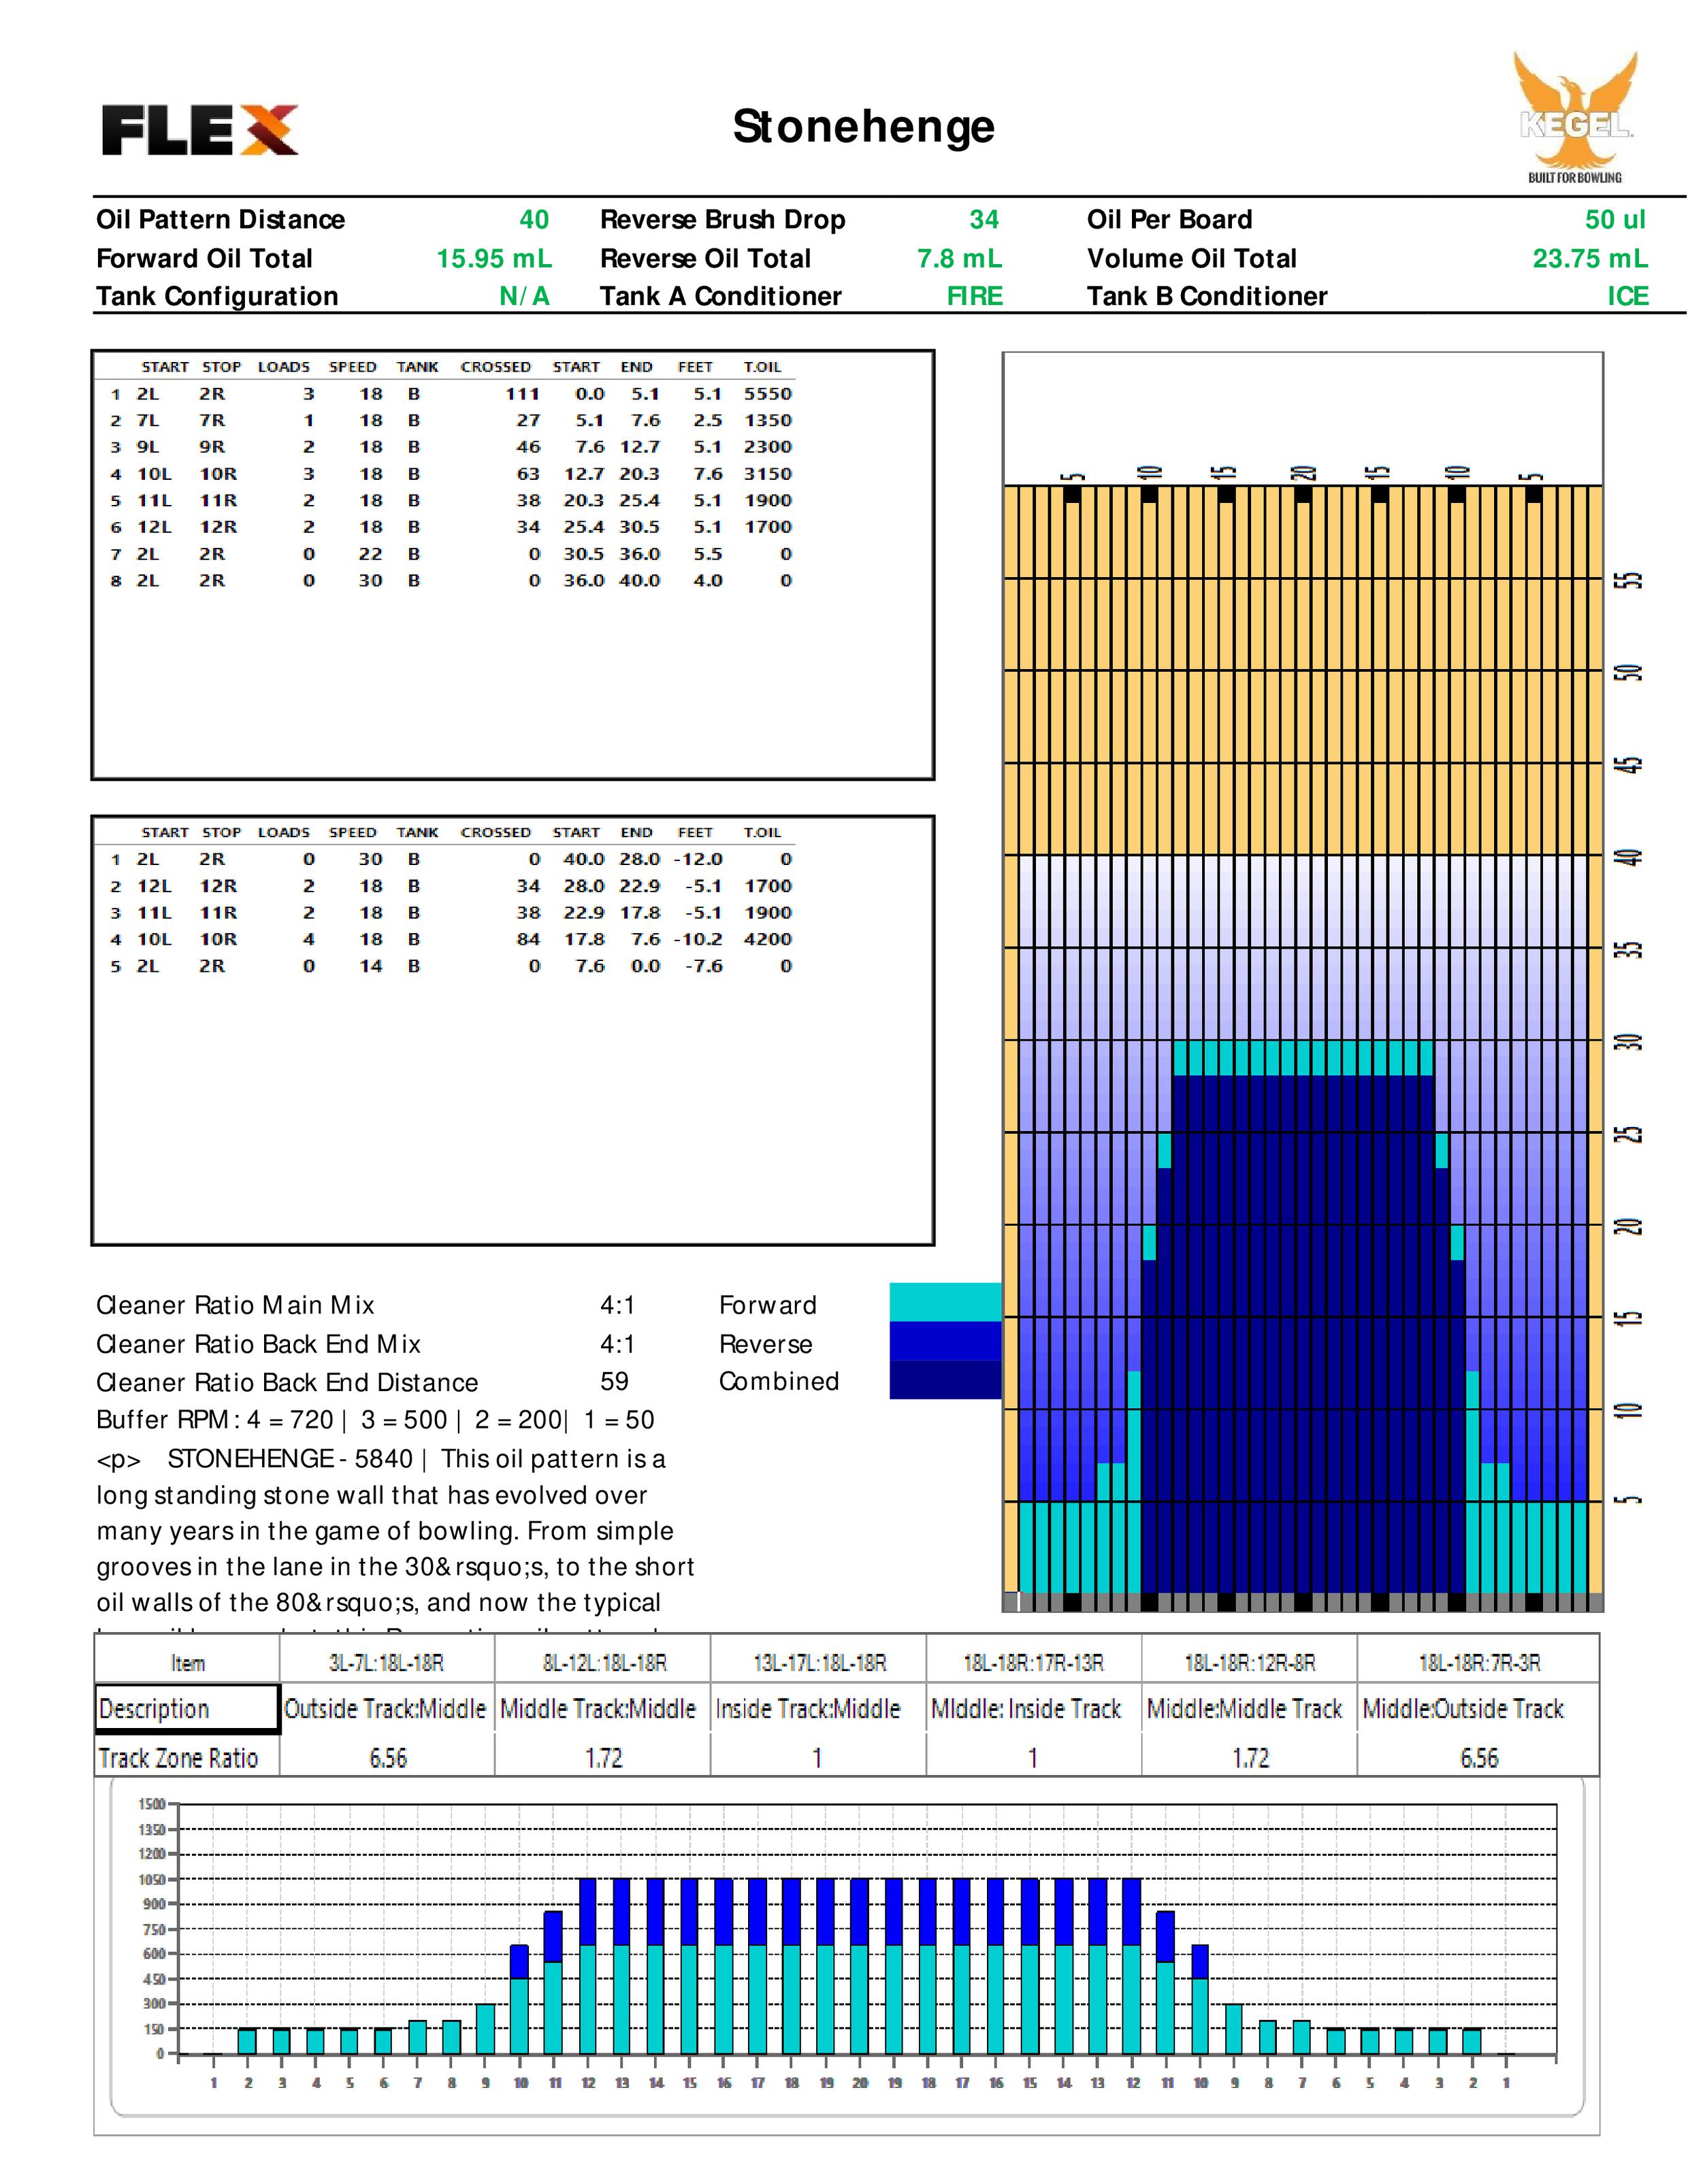 FLEX
Stonehenge
KEGEL
BUILT FOR BOWLING
Oil Pattern Distance 40 Reverse Brush Drop 34 Oil Per Board 50 ul
Forward Oil Total 15.95 mL Reverse Oil Total 7.8 mL Volume Oil Total 23.75 mL
Tank Configuration N/A Tank A Conditioner FIRE Tank B Conditioner ICE
START STOP LOADS SPEED TANK CROSSED START END FEET T.OIL
1 2L 2R 3 18 B 111 0.0 5.1 5.1 5550
2 7L 7R 1 18 B 27 5.1 7.6 2.5 1350
3 9L 9R 2 18 B 46 7.6 12.7 5.1 2300
4 10L 10R 3 18 B 63 12.7 20.3 7.6 3150
5 11L 11R 2 18 B 38 20.3 25.4 5.1 1900
6 12L 12R 2 18 B 34 25.4 30.5 5.1 1700
7 2L 2R 0 22 B 0 30.5 36.0 5.5 0
8 2L 2R 0 30 B 0 36.0 40.0 4.0 0
START STOP LOADS SPEED TANK CROSSED START END FEET T.OIL
1 2L 2R 0 30 B 0 40.0 28.0 -12.0 0
2 12L 12R 2 18 B 34 28.0 22.9 -5.1 1700
3 11L 11R 2 18 B 38 22.9 17.8 -5.1 1900
4 10L 10R 4 18 B 84 17.8 7.6 -10.2 4200
5 2L 2R 0 14 B 0 7.6 0.0 -7.6 0
5 10 15 20 15 10 5
55
50
45
40
35
30
25
20
15
10
5
Cleaner Ratio Main Mix 4:1 Forward
Cleaner Ratio Back End Mix 4:1 Reverse
Cleaner Ratio Back End Distance 59 Combined
Buffer RPM: 4 = 720 | 3 = 500 | 2 = 200| 1 = 50
<p> STONEHENGE - 5840 | This oil pattern is a
long standing stone wall that has evolved over
many years in the game of bowling. From simple
grooves in the lane in the 30&rsquo;s, to the short
oil walls of the 80&rsquo;s, and now the typical
Item 3L-7L:18L-18R 8L-12L:18L-18R 13L-17L:18L-18R 18L-18R:17R-13R 18L-18R:12R-8R 18L-18R:7R-3R
Description Outside Track:Middle Middle Track:Middle Inside Track:Middle MIddle: Inside Track Middle:Middle Track Middle:Outside Track
Track Zone Ratio 6.56 1.72 1 1 1.72 6.56
1500
1350
1200
1050
900
750
600
450
300
150
0
1 2 3 4 5 6 7 8 9 10 11 12 13 14 15 16 17 18 19 20 19 18 17 16 15 14 13 12 11 10 9 8 7 6 5 4 3 2 1